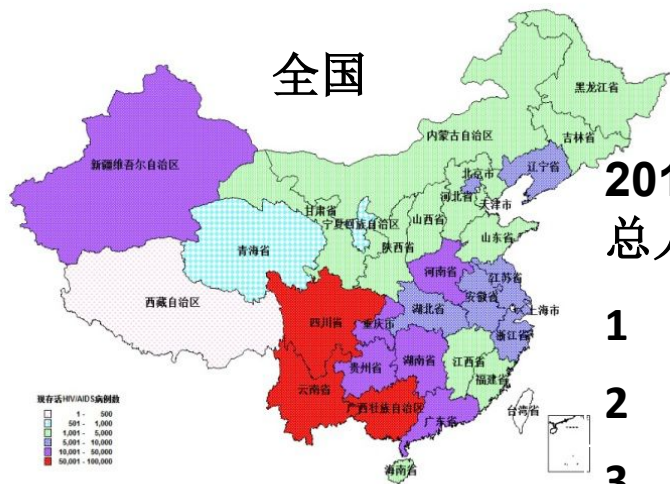 全国
黑龙江省
内蒙古自治区
吉林省
新疆维吾尔自治区
辽宁省
北京市
河北省
天津市
甘肃省
宁夏回族自治区
山西省
山东省
青海省
陕西省
201
总人
河南省
江苏省
西藏自治区
安徽省
上海市
湖北省
四川省
重庆市
浙江省
1
湖南省
江西省
贵州省
福建省
云南省
广西壮族自治区
广东省
台湾省
2
海南省
3
现存活HIV/AIDS病例数
1 - 500
501 - 1,000
1,001 - 5,000
5,001 - 10,000
10,001 - 50,000
50,001 - 100,000